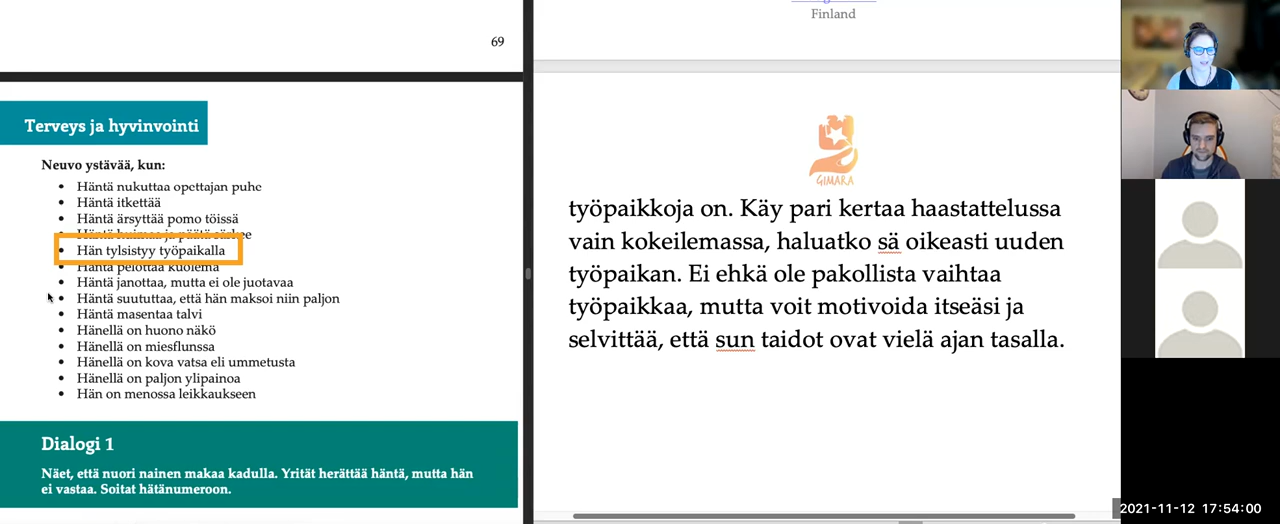 Finland
69
Terveys ja hyvinvointi
Neuvo ystävää, kun:
• Häntä nukuttaa opettajan puhe
• Häntä itkettää
• Häntä ärsyttää pomo töissä
• Häntä huimaa ja päätä särkee
• Hän tylsistyy työpaikalla
• Häntä pelottaa kuolema
• Häntä janottaa, mutta ei ole juotavaa
• Häntä suututtaa, että hän maksoi niin paljon
• Häntä masentaa talvi
• Hänellä on huono näkö
• Hänellä on miesflunssa
• Hänellä on kova vatsa eli ummetusta
• Hänellä on paljon ylipainoa
• Hän on menossa leikkaukseen
Dialogi 1
Näet, että nuori nainen makaa kadulla. Yrität herättää häntä, mutta hän
ei vastaa. Soitat hätänumeroon.
GIMARA
työpaikkoja on. Käy pari kertaa haastattelussa
vain kokeilemassa, haluatko sä oikeasti uuden
työpaikan. Ei ehkä ole pakollista vaihtaa
työpaikkaa, mutta voit motivoida itseäsi ja
selvittää, että sun taidot ovat vielä ajan tasalla.
2021-11-12 17:54:00